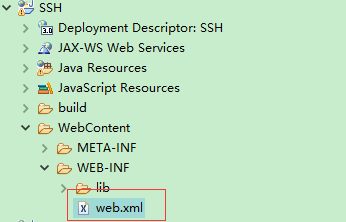 SSH
Deployment Descriptor: SSH
JAX-WS Web Services
Java Resources
JavaScript Resources
build
WebContent
META-INF
WEB-INF
lib
web.xml